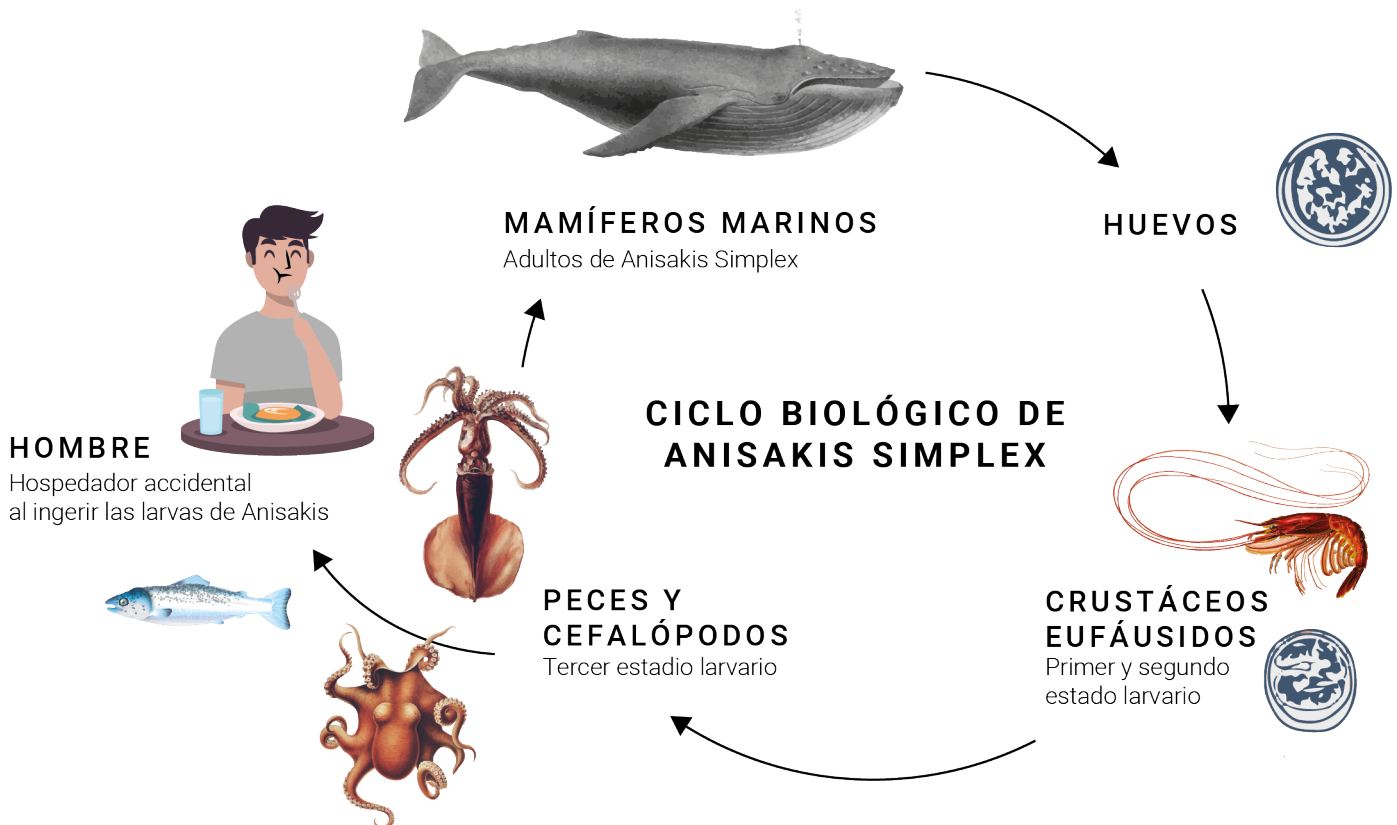 MAMÍFEROS MARINOS
Adultos de Anisakis Simplex
HUEVOS
CICLO BIOLÓGICO DE
ANISAKIS SIMPLEX
HOMBRE
Hospedador accidental
al ingerir las larvas de Anisakis
PECES Y
CEFALÓPODOS
Tercer estadio larvario
CRUSTÁCEOS
EUFÁUSIDOS
Primer y segundo
estado larvario